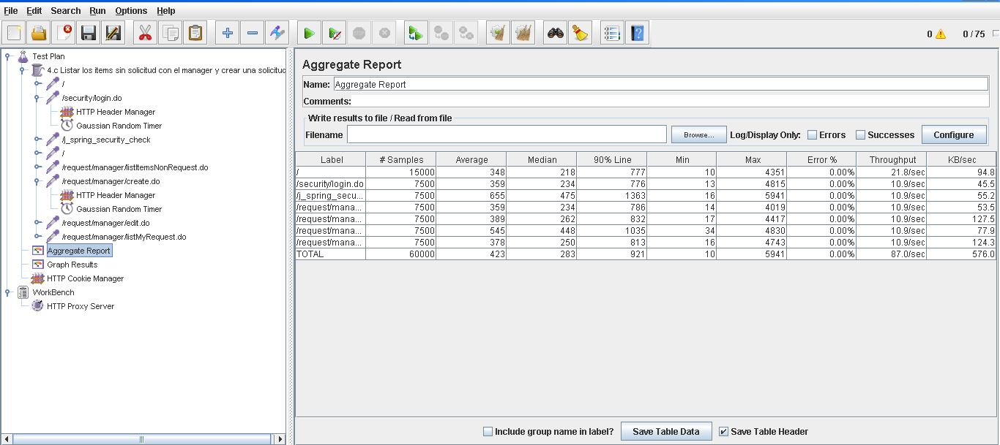 File Edit Search Run Options Help
0 0 / 75
Test Plan
4.c Listar los items sin solicitud con el manager y crear una solicitud
/
/security/login.do
HTTP Header Manager
Gaussian Random Timer
/j_spring_security_check
/
/request/manager/listItemsNonRequest.do
/request/manager/create.do
HTTP Header Manager
Gaussian Random Timer
/request/manager/edit.do
/request/manager/listMyRequest.do
Aggregate Report
Graph Results
HTTP Cookie Manager
WorkBench
HTTP Proxy Server
Aggregate Report
Name: Aggregate Report
Comments:
Write results to file / Read from file
Filename Browse... Log/Display Only: Errors Successes Configure
Label # Samples Average Median 90% Line Min Max Error % Throughput KB/sec
/ 15000 348 218 777 10 4351 0.00% 21.8/sec 94.8
/security/login.do 7500 359 234 776 13 4815 0.00% 10.9/sec 45.5
/j_spring_secu... 7500 655 475 1363 16 5941 0.00% 10.9/sec 55.2
/request/mana... 7500 359 234 786 14 4019 0.00% 10.9/sec 53.5
/request/mana... 7500 389 262 832 17 4417 0.00% 10.9/sec 127.5
/request/mana... 7500 545 448 1035 34 4830 0.00% 10.9/sec 77.9
/request/mana... 7500 378 250 813 16 4743 0.00% 10.9/sec 124.3
TOTAL 60000 423 283 921 10 5941 0.00% 87.0/sec 576.0
Include group name in label? Save Table Data Save Table Header